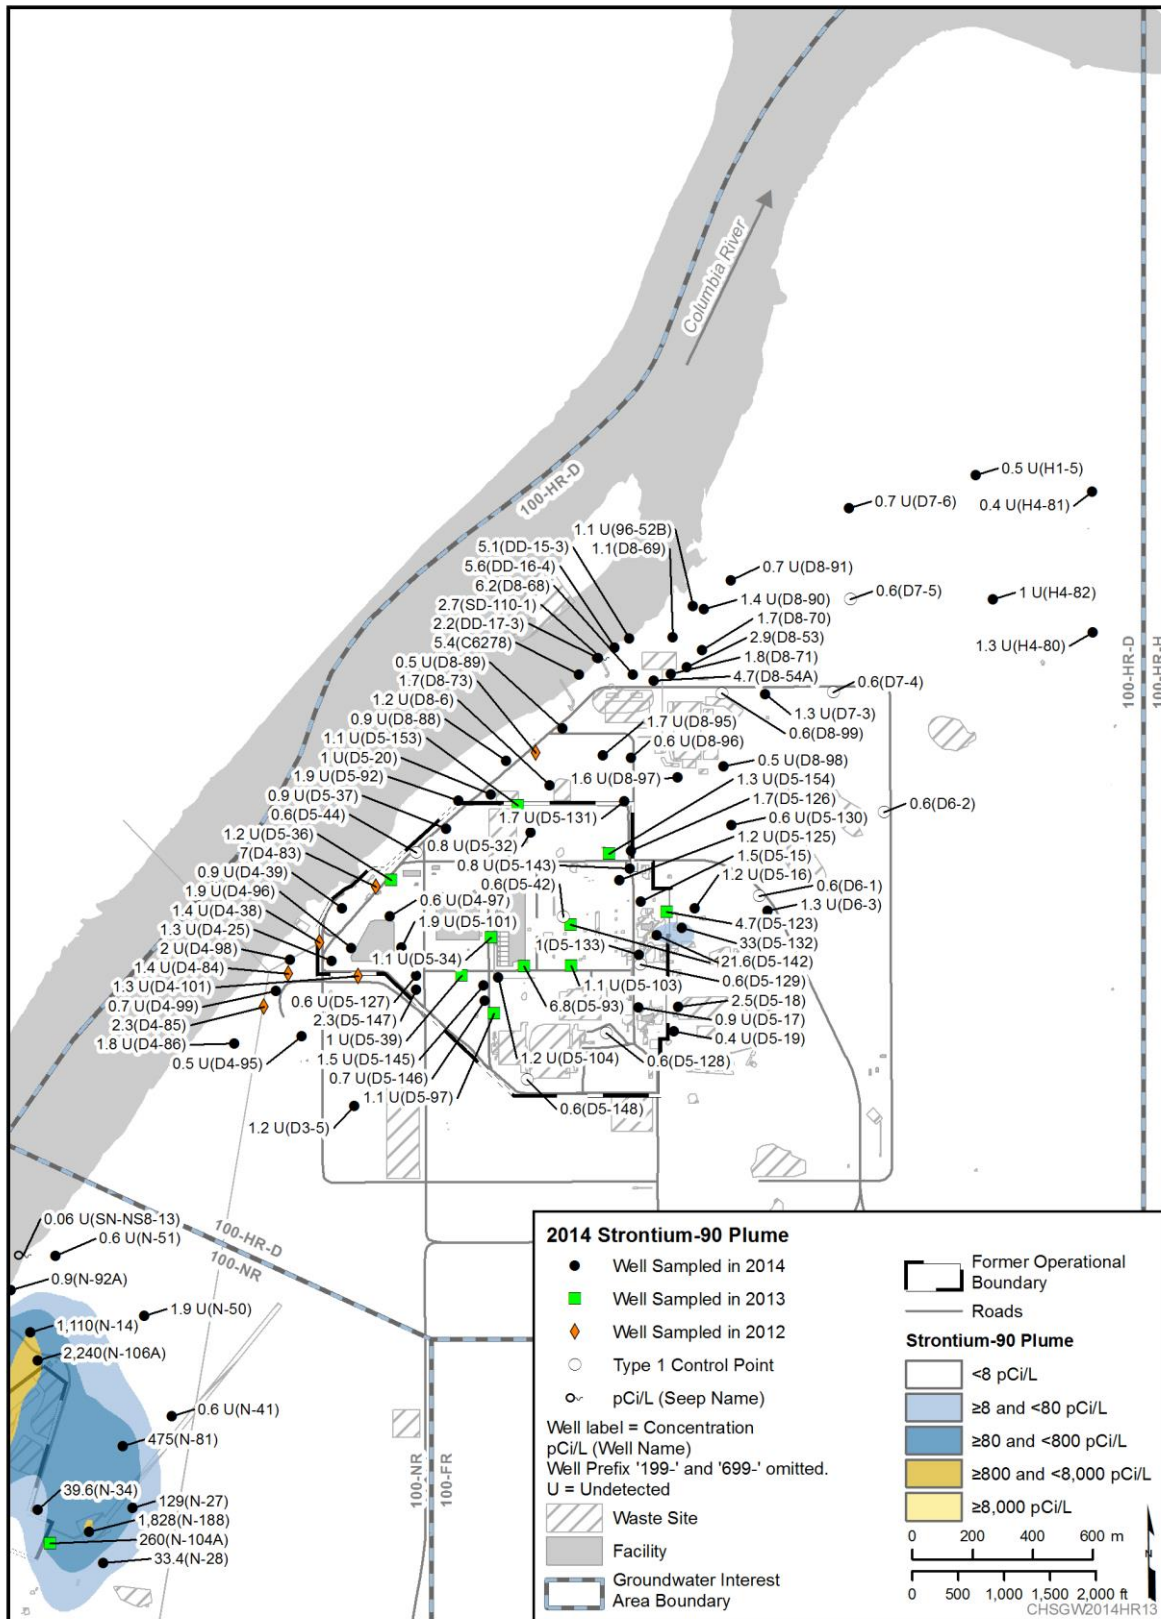 Columbia River
100-HR-D
0.5 U(H1-5)
0.7 U(D7-6)
0.4 U(H4-81)
1.1 U(96-52B)
5.1(DD-15-3)
1.1(D8-69)
5.6(DD-16-4)
0.7 U(D8-91)
6.2(D8-68)
0.6(D7-5)
1 U(H4-82)
2.7(SD-110-1)
1.4 U(D8-90)
2.2(DD-17-3)
1.7(D8-70)
5.4(C6278)
2.9(D8-53)
1.3 U(H4-80)
0.5 U(D8-89)
1.8(D8-71)
1.7(D8-73)
4.7(D8-54A)
0.6(D7-4)
100-HR-D
100-HR-H
1.2 U(D8-6)
1.3 U(D7-3)
0.9 U(D8-88)
1.7 U(D8-95)
0.6(D8-99)
1.1 U(D5-153)
0.6 U(D8-96)
1 U(D5-20)
0.5 U(D8-98)
1.9 U(D5-92)
1.6 U(D8-97)
1.3 U(D5-154)
0.9 U(D5-37)
1.7(D5-126)
0.6(D6-2)
0.6(D5-44)
1.7 U(D5-131)
0.6 U(D5-130)
1.2 U(D5-36)
0.8 U(D5-32)
1.2 U(D5-125)
7(D4-83)
0.8 U(D5-143)
1.5(D5-15)
0.9 U(D4-39)
0.6(D5-42)
1.2 U(D5-16)
0.6(D6-1)
1.9 U(D4-96)
0.6 U(D4-97)
1.3 U(D6-3)
1.4 U(D4-38)
1.9 U(D5-101)
4.7(D5-123)
1.3 U(D4-25)
33(D5-132)
2 U(D4-98)
1.1 U(D5-34)
1(D5-133)
21.6(D5-142)
1.4 U(D4-84)
0.6(D5-129)
1.3 U(D4-101)
1.1 U(D5-103)
0.7 U(D4-99)
0.6 U(D5-127)
6.8(D5-93)
2.5(D5-18)
2.3(D4-85)
2.3(D5-147)
0.9 U(D5-17)
1.8 U(D4-86)
1 U(D5-39)
0.4 U(D5-19)
0.5 U(D4-95)
1.5 U(D5-145)
1.2 U(D5-104)
0.6(D5-128)
0.7 U(D5-146)
1.1 U(D5-97)
0.6(D5-148)
1.2 U(D3-5)
0.06 U(SN-NS8-13)
100-HR-D
100-NR
0.6 U(N-51)
0.9(N-92A)
1.9 U(N-50)
1,110(N-14)
2,240(N-106A)
0.6 U(N-41)
475(N-81)
100-NR
100-FR
39.6(N-34)
129(N-27)
1,828(N-188)
260(N-104A)
33.4(N-28)
2014 Strontium-90 Plume
Well Sampled in 2014
Well Sampled in 2013
Well Sampled in 2012
Type 1 Control Point
pCi/L (Seep Name)
Well label = Concentration
pCi/L (Well Name)
Well Prefix '199-' and '699-' omitted.
U = Undetected
Waste Site
Facility
Groundwater Interest
Area Boundary
Former Operational
Boundary
Roads
Strontium-90 Plume
<8 pCi/L
≥8 and <80 pCi/L
≥80 and <800 pCi/L
≥800 and <8,000 pCi/L
≥8,000 pCi/L
0 200 400 600 m
0 500 1,000 1,500 2,000 ft
N
CHSGW2014HR13